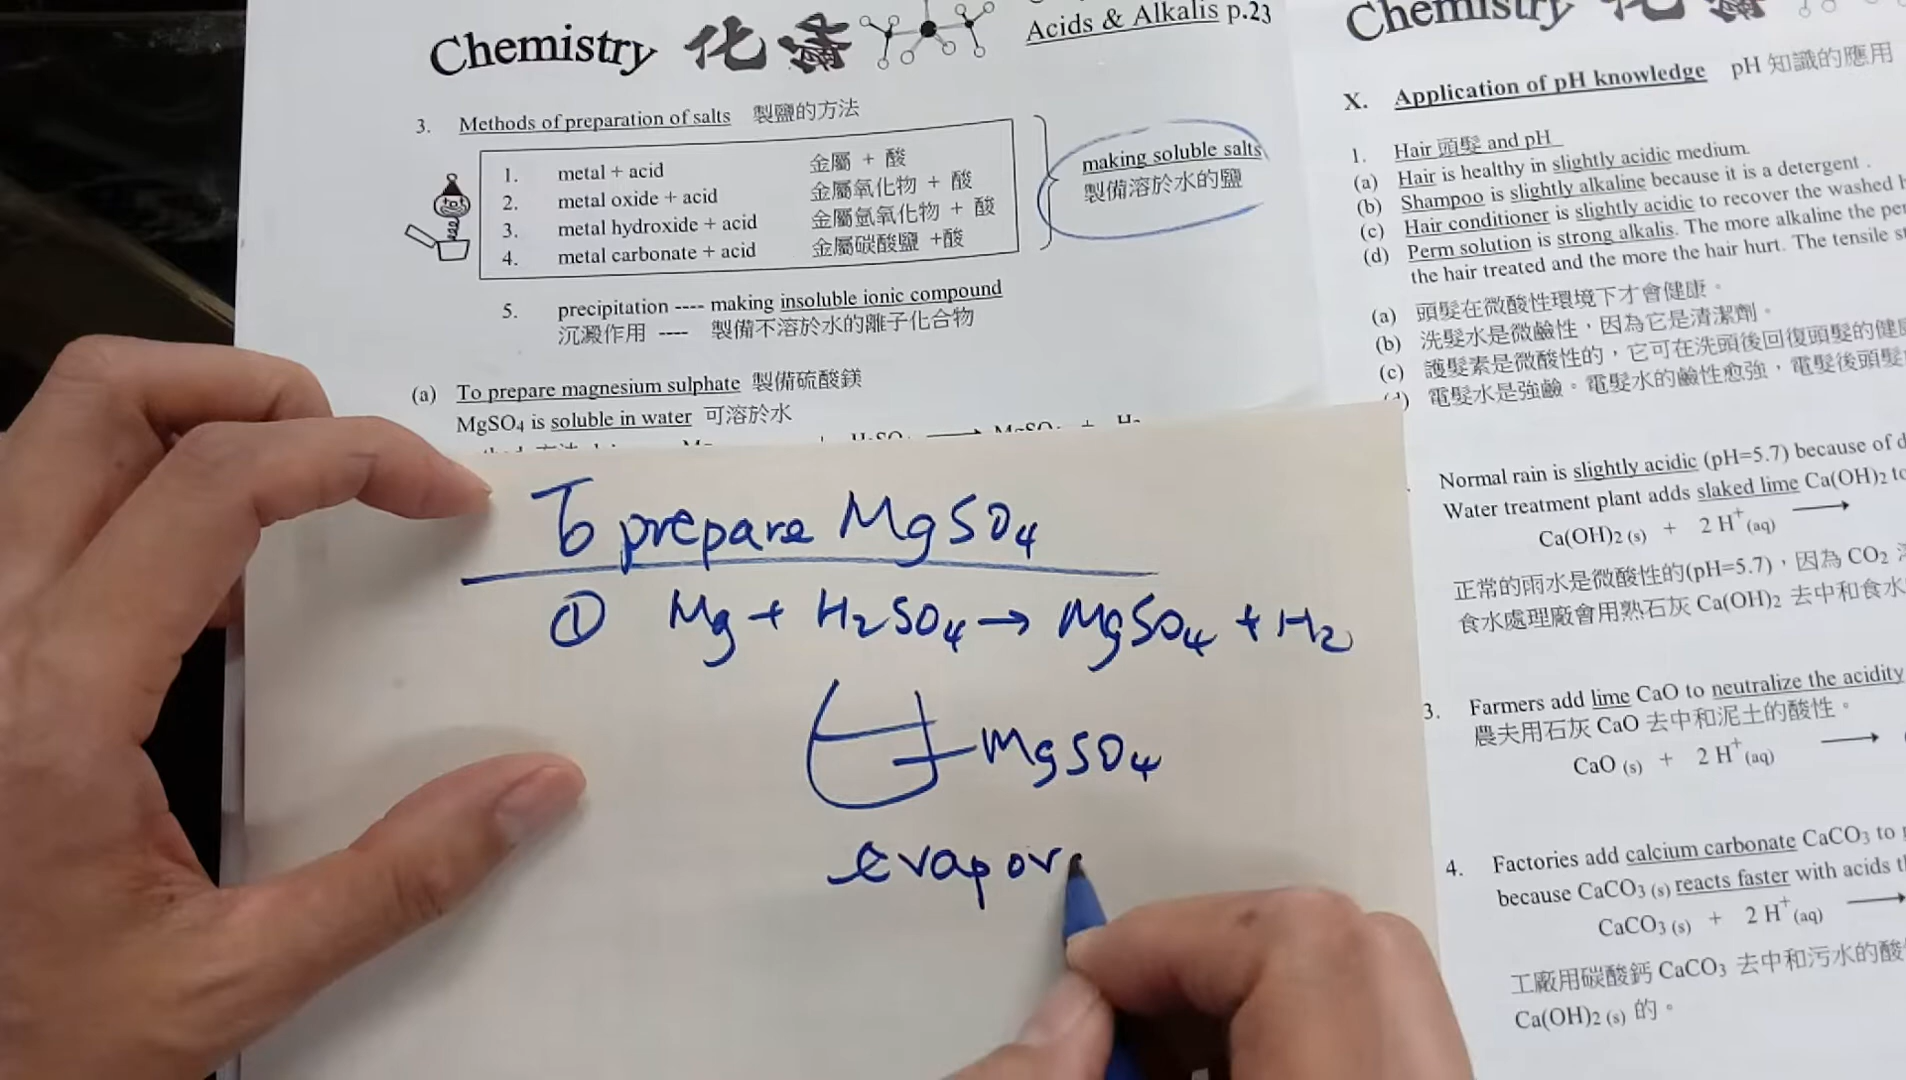 Chemistry 化濤
Acids & Alkalis p.23
3. Methods of preparation of salts 製鹽的方法
1. metal + acid 金屬 + 酸
2. metal oxide + acid 金屬氧化物 + 酸
3. metal hydroxide + acid 金屬氫氧化物 + 酸
4. metal carbonate + acid 金屬碳酸鹽 +酸
making soluble salts
製備溶於水的鹽
5. precipitation ---- making insoluble ionic compound
沉澱作用 ---- 製備不溶於水的離子化合物
(a) To prepare magnesium sulphate 製備硫酸鎂
MgSO4 is soluble in water 可溶於水
To prepare MgSO4
① Mg + H2SO4 → MgSO4 + H2
MgSO4
evapor
Chemistry
X. Application of pH knowledge pH 知識的應用
1. Hair 頭髮 and pH
(a) Hair is healthy in slightly acidic medium.
(b) Shampoo is slightly alkaline because it is a detergent .
(c) Hair conditioner is slightly acidic to recover the washed
(d) Perm solution is strong alkalis. The more alkaline the
the hair treated and the more the hair hurt. The tensile
(a) 頭髮在微酸性環境下才會健康。
(b) 洗髮水是微鹼性，因為它是清潔劑。
(c) 護髮素是微酸性的，它可在洗頭後回復頭髮的健
電髮水是強鹼。電髮水的鹼性愈強，電髮後頭髮
Normal rain is slightly acidic (pH=5.7) because of
Water treatment plant adds slaked lime Ca(OH)2 to
Ca(OH)2 (s) + 2 H+ (aq) →
正常的雨水是微酸性的(pH=5.7)，因為 CO2
食水處理廠會用熟石灰 Ca(OH)2 去中和食水
3. Farmers add lime CaO to neutralize the acidity
農夫用石灰 CaO 去中和泥土的酸性。
CaO (s) + 2 H+ (aq) →
4. Factories add calcium carbonate CaCO3 to
because CaCO3 (s) reacts faster with acids
CaCO3 (s) + 2 H+ (aq) →
工廠用碳酸鈣 CaCO3 去中和污水的酸
Ca(OH)2 (s) 的。